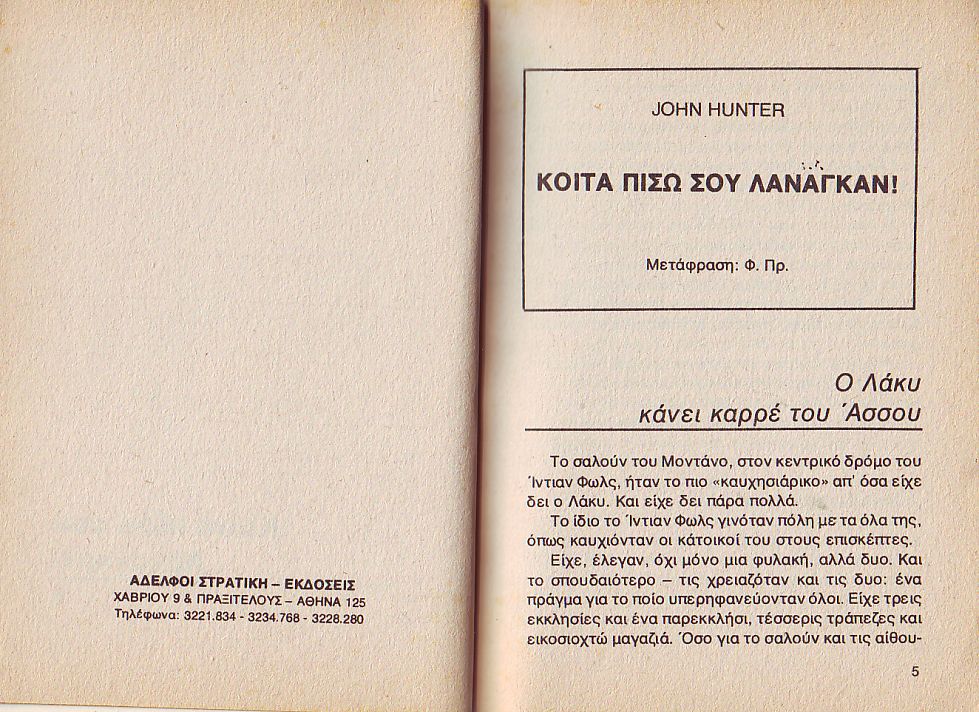 ΑΔΕΛΦΟΙ ΣΤΡΑΤΙΚΗ – ΕΚΔΟΣΕΙΣ
ΧΑΒΡΙΟΥ 9 & ΠΡΑΞΙΤΕΛΟΥΣ – ΑΘΗΝΑ 125
Τηλέφωνα: 3221.834 - 3234.768 - 3228.280
JOHN HUNTER
ΚΟΙΤΑ ΠΙΣΩ ΣΟΥ ΛΑΝΑΓΚΑΝ!
Μετάφραση: Φ. Πρ.
Ο Λάκυ
κάνει καρρέ του Άσσου
Το σαλούν του Μοντάνο, στον κεντρικό δρόμο του
Ίντιαν Φωλς, ήταν το πιο «καυχησιάρικο» απ' όσα είχε
δει ο Λάκυ. Και είχε δει πάρα πολλά.
Το ίδιο το Ίντιαν Φωλς γινόταν πόλη με τα όλα της,
όπως καυχιόνταν οι κάτοικοί του στους επισκέπτες.
Είχε, έλεγαν, όχι μόνο μια φυλακή, αλλά δυο. Και
το σπουδαιότερο – τις χρειαζόταν και τις δυο: ένα
πράγμα για το ποίο υπερηφανεύονταν όλοι. Είχε τρεις
εκκλησίες και ένα παρεκκλήσι, τέσσερις τράπεζες και
εικοσιοχτώ μαγαζιά. Όσο για το σαλούν και τις αίθου-
5